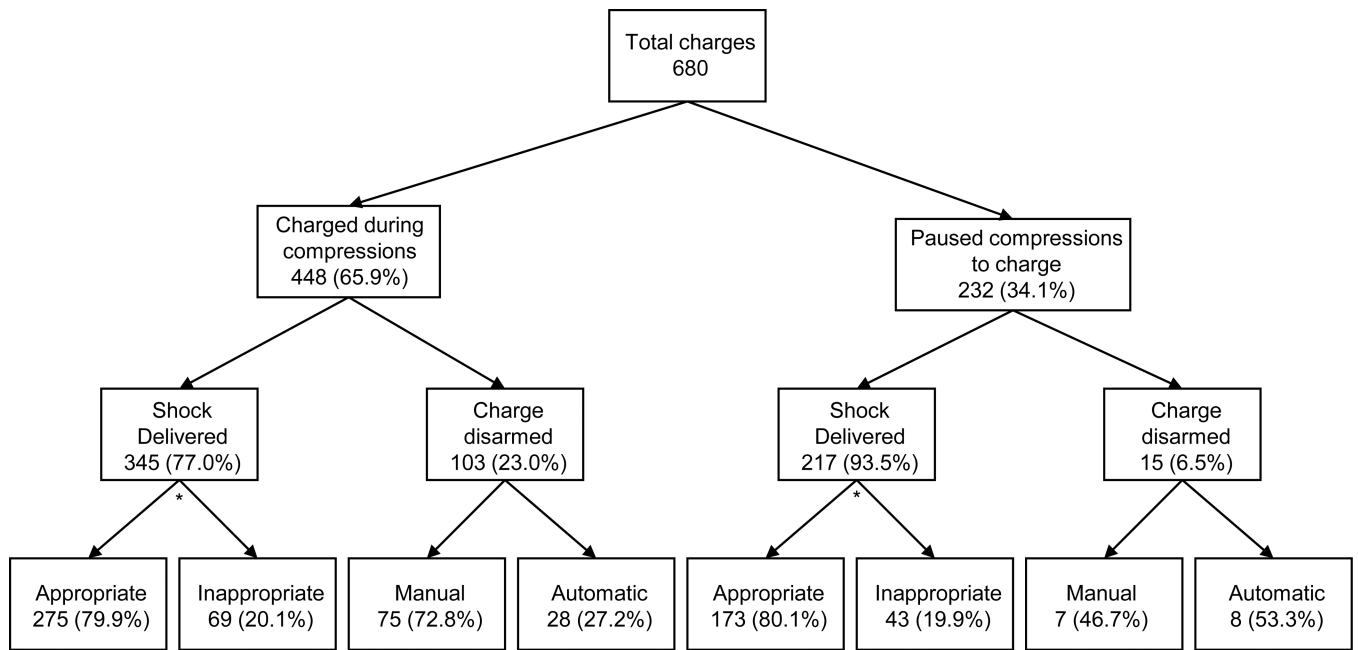 Total charges
680
Charged during
compressions
448 (65.9%)
Paused compressions
to charge
232 (34.1%)
Shock
Delivered
345 (77.0%)
Charge
disarmed
103 (23.0%)
Shock
Delivered
217 (93.5%)
Charge
disarmed
15 (6.5%)
*
*
Appropriate
275 (79.9%)
Inappropriate
69 (20.1%)
Manual
75 (72.8%)
Automatic
28 (27.2%)
Appropriate
173 (80.1%)
Inappropriate
43 (19.9%)
Manual
7 (46.7%)
Automatic
8 (53.3%)